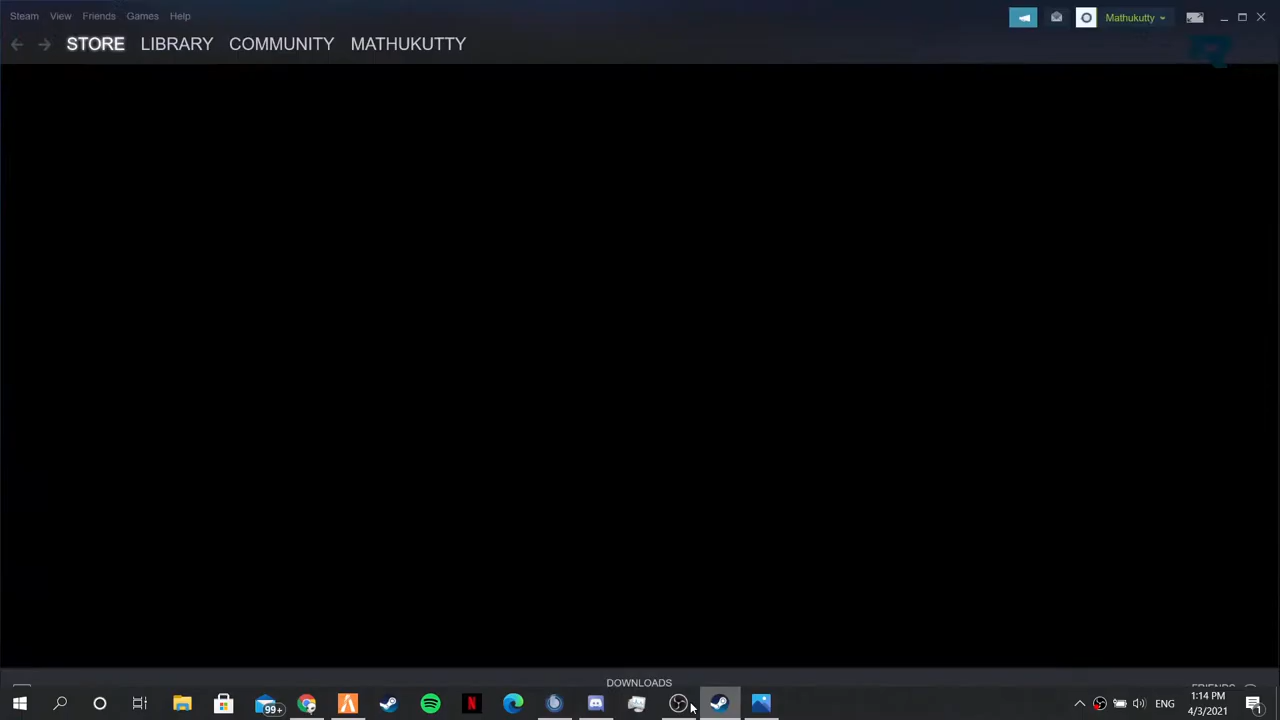 Steam View Friends Games Help Mathukutty
STORE LIBRARY COMMUNITY MATHUKUTTY
DOWNLOADS
99+ N ENG 1:14 PM
4/3/2021 1